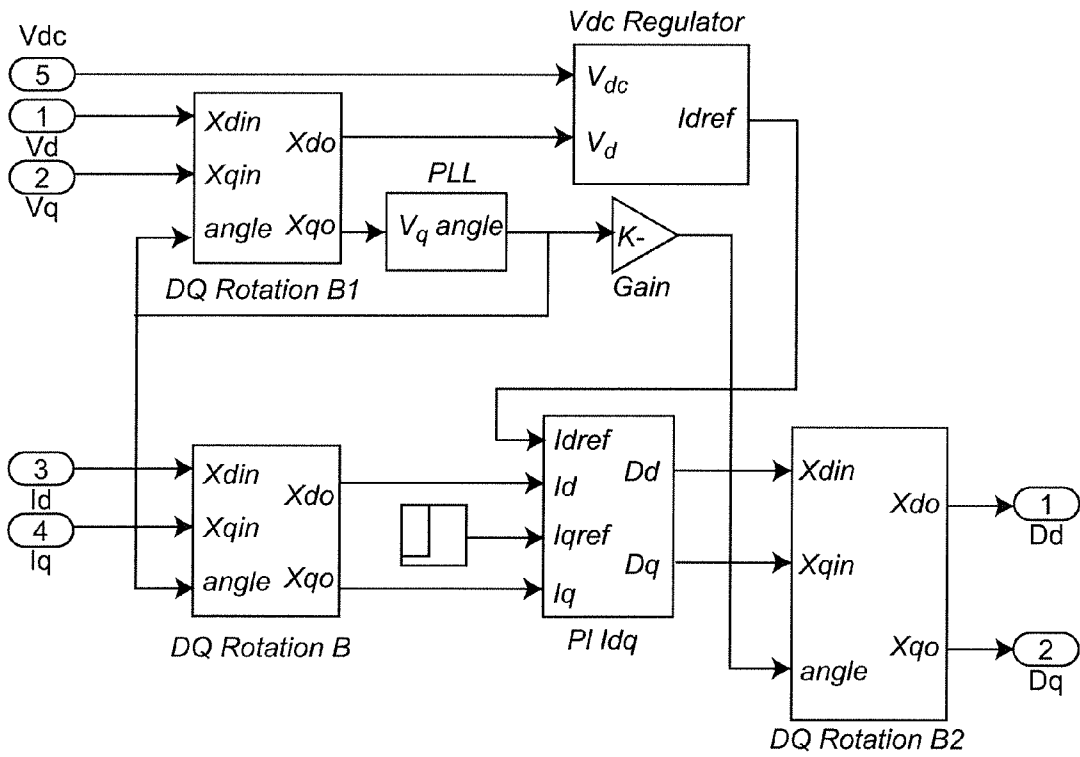 Vdc
5
1
Vd
2
Vq
Xdin
Xqin
angle
Xdo
Xqo
DQ Rotation B1
PLL
Vq angle
Vdc Regulator
Vdc
Vd
Idref
K-
Gain
3
Id
4
Iq
Xdin
Xqin
angle
Xdo
Xqo
DQ Rotation B
Idref
Id
Iqref
Iq
Dd
Dq
PI Idq
Xdin
Xqin
angle
Xdo
Xqo
DQ Rotation B2
1
Dd
2
Dq